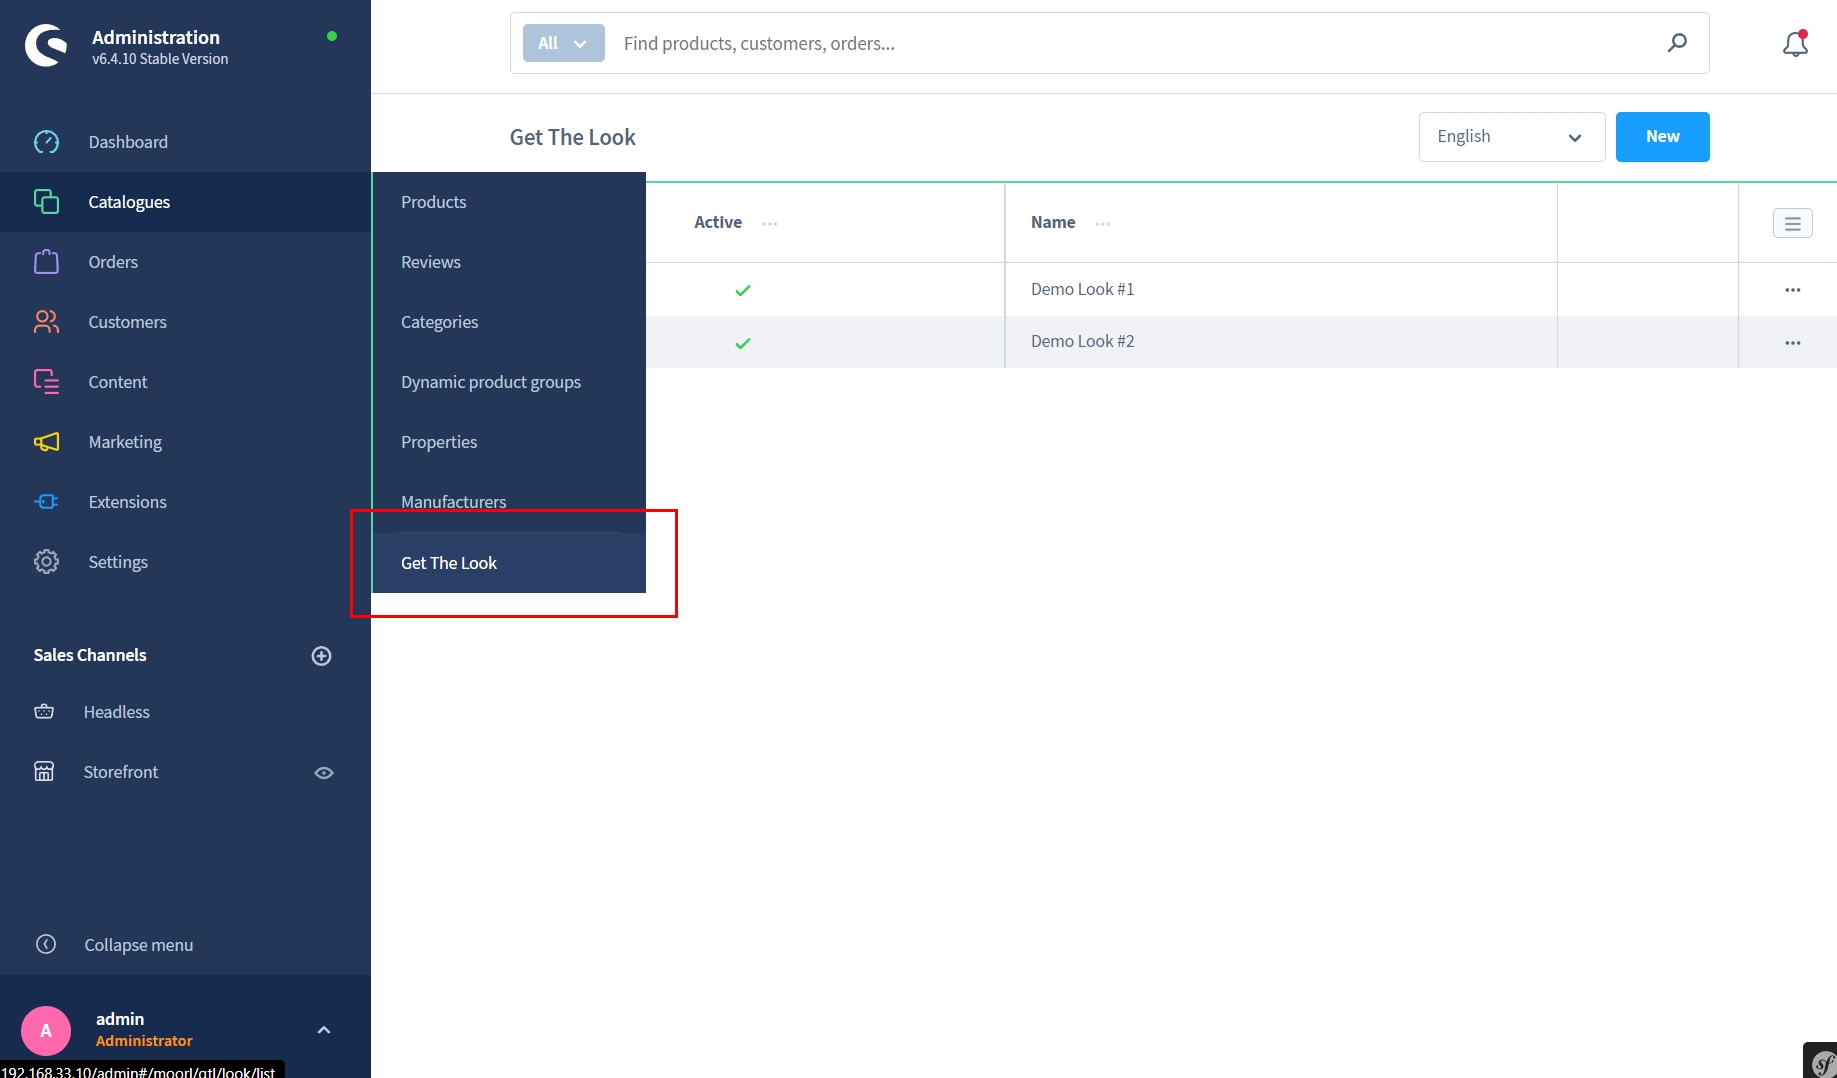 Administration
v6.4.10 Stable Version
All
Find products, customers, orders...
Dashboard
Catalogues
Orders
Customers
Content
Marketing
Extensions
Settings
Sales Channels
Headless
Storefront
Collapse menu
A
admin
Administrator
192.168.33.10/admin#/moorl/gtl/look/list
Products
Reviews
Categories
Dynamic product groups
Properties
Manufacturers
Get The Look
Get The Look
English
New
Active ...
Name ...
Demo Look #1
Demo Look #2
sf